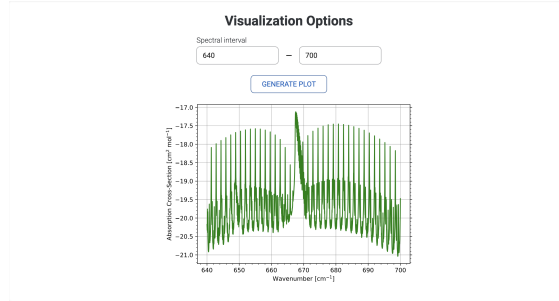 Visualization Options
Spectral interval
640 — 700
GENERATE PLOT
Absorption Cross-Section [cm² mol⁻¹]
−17.0
−17.5
−18.0
−18.5
−19.0
−19.5
−20.0
−20.5
−21.0
640 650 660 670 680 690 700
Wavenumber [cm⁻¹]